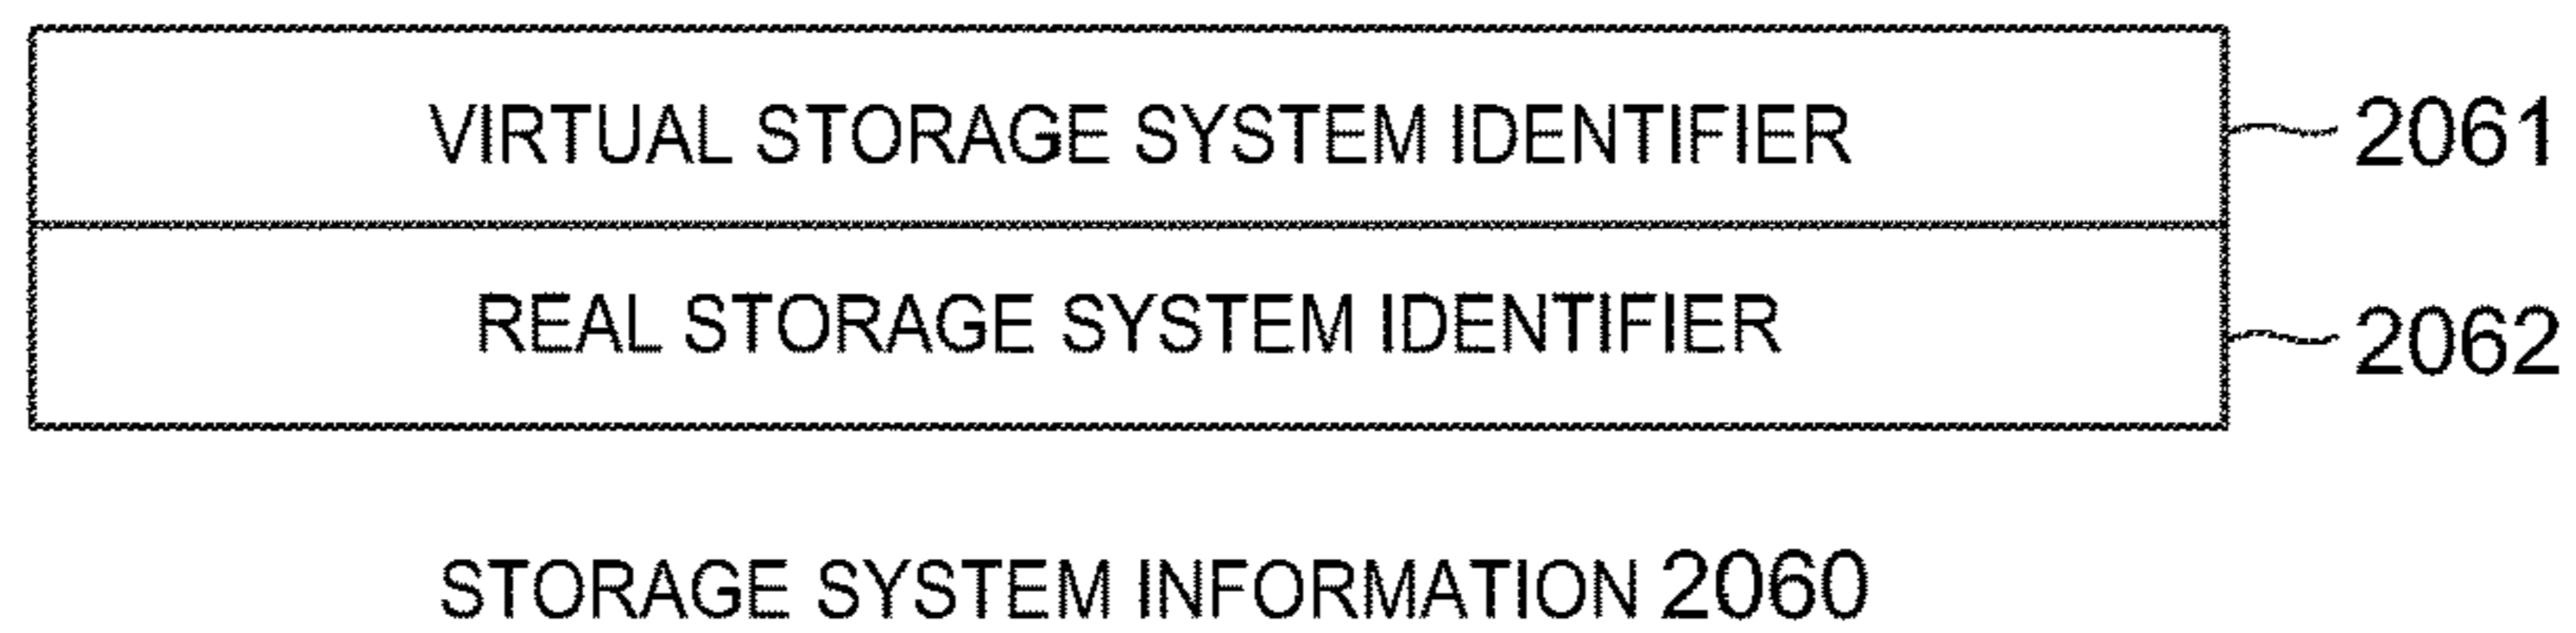 VIRTUAL STORAGE SYSTEM IDENTIFIER 2061
REAL STORAGE SYSTEM IDENTIFIER 2062
STORAGE SYSTEM INFORMATION 2060